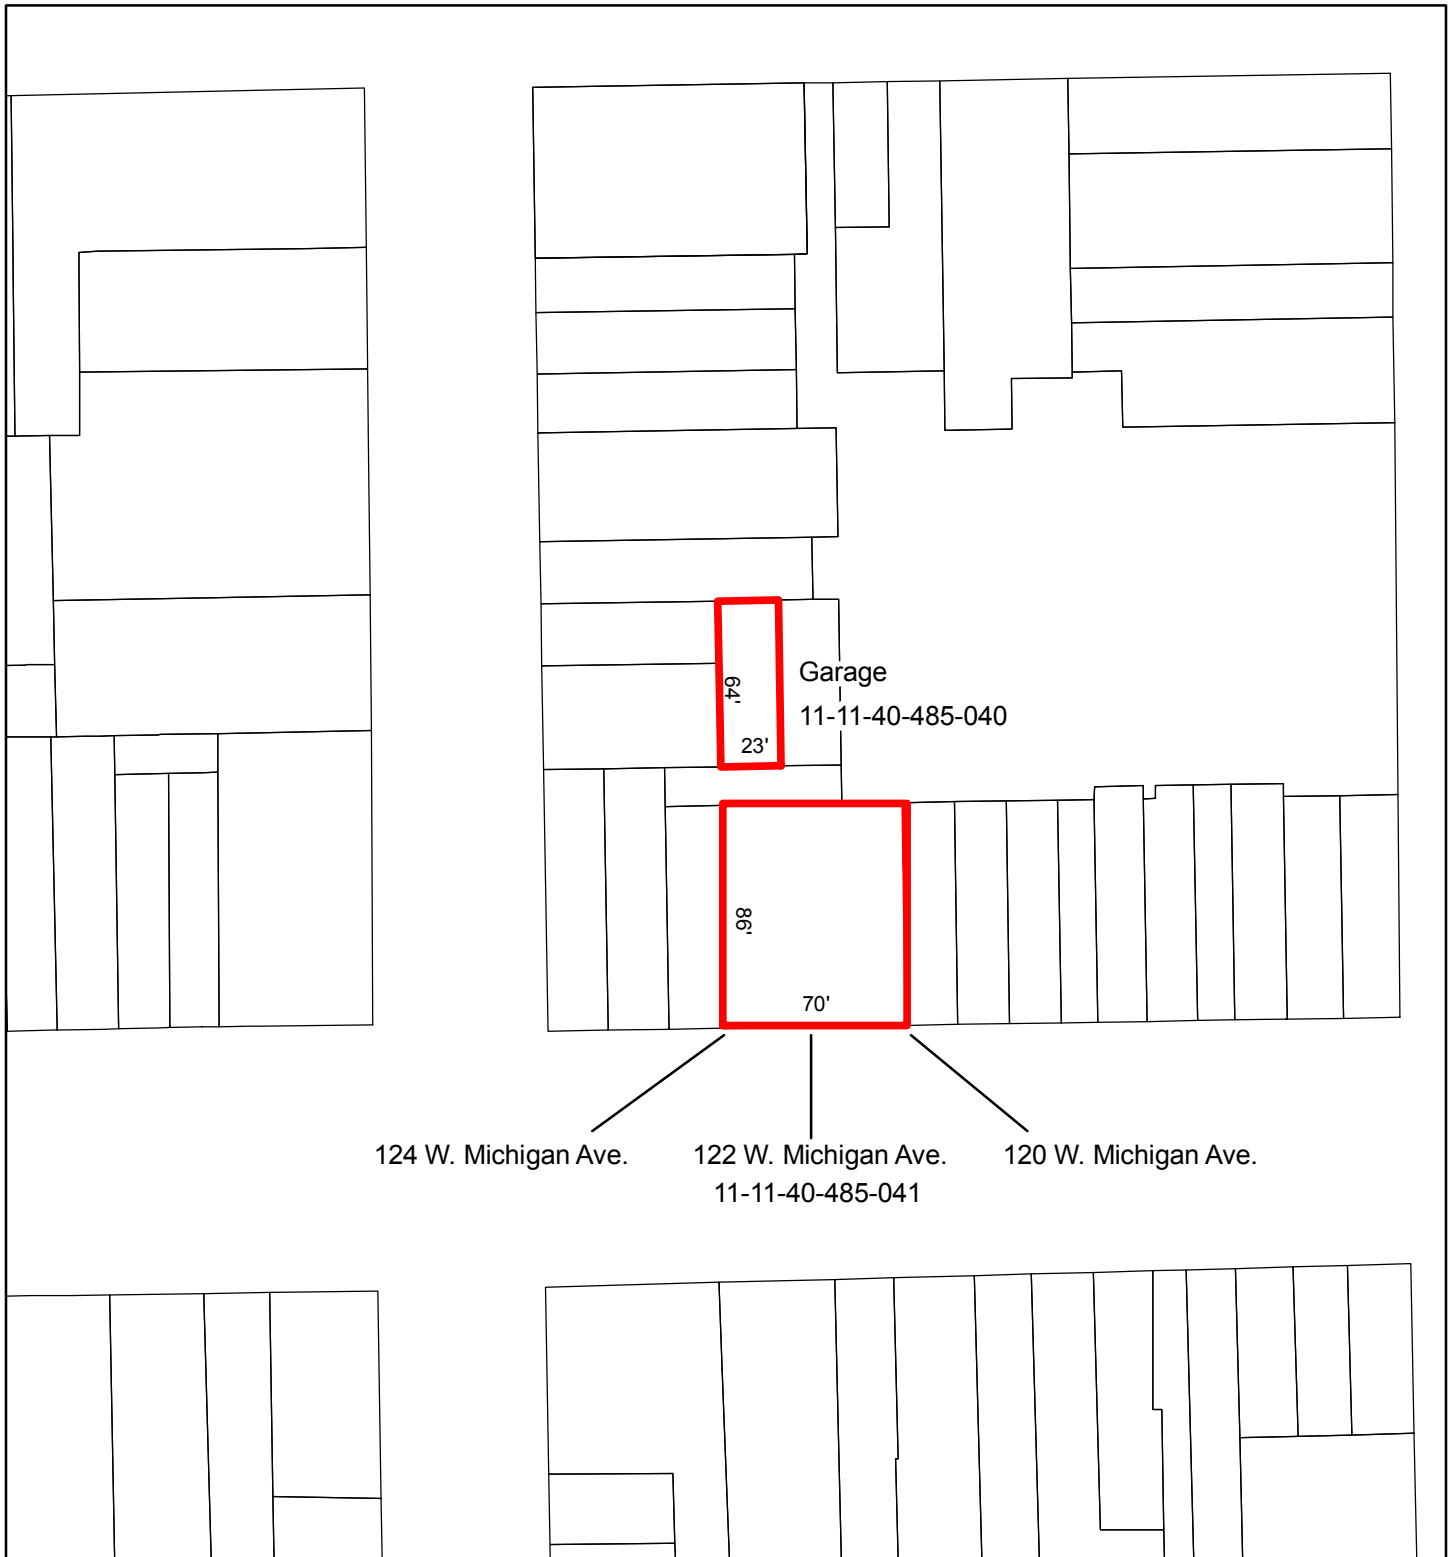 Garage
11-11-40-485-040
64'
23'
86'
70'
124 W. Michigan Ave.
122 W. Michigan Ave.
120 W. Michigan Ave.
11-11-40-485-041